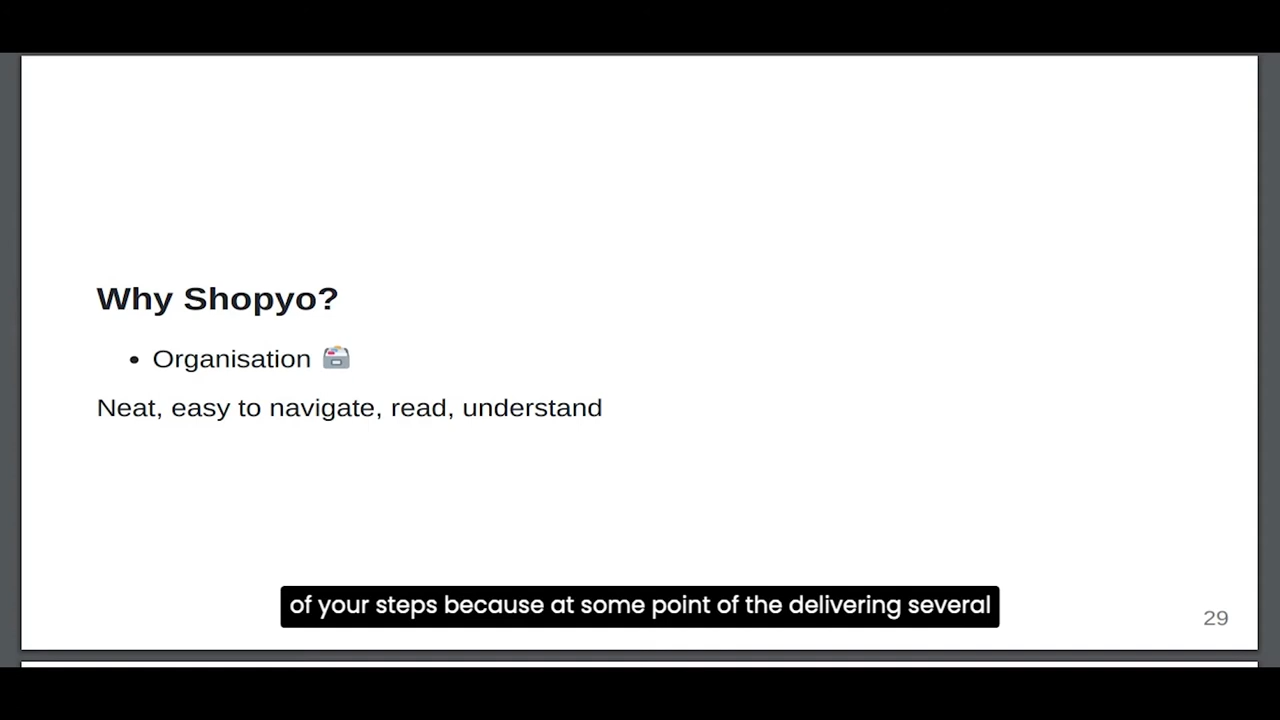 Why Shopyo?
• Organisation 🗃️
Neat, easy to navigate, read, understand
of your steps because at some point of the delivering several
29